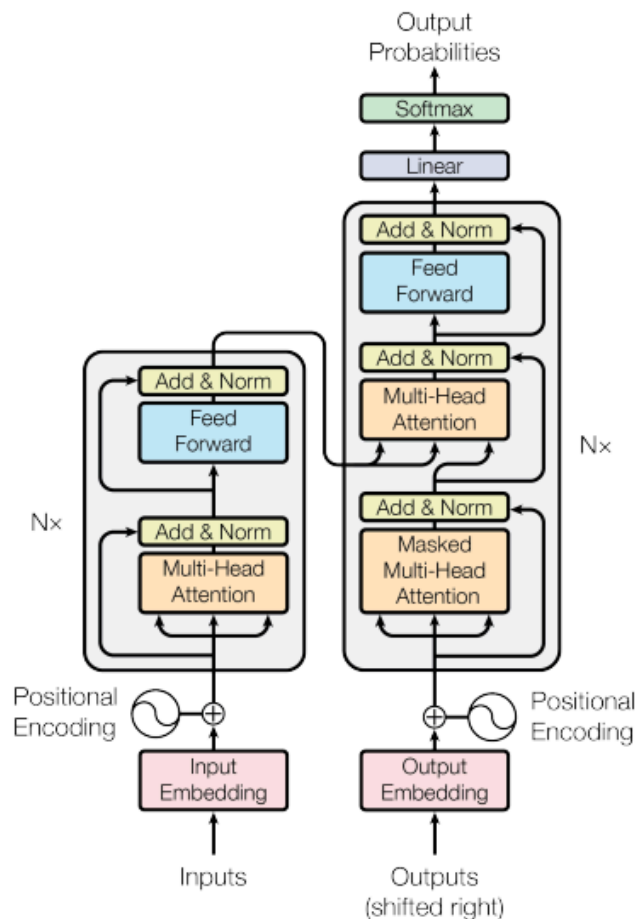 Output
Probabilities
Softmax
Linear
Add & Norm
Feed
Forward
Add & Norm
Multi-Head
Attention
Nx
Add & Norm
Masked
Multi-Head
Attention
Add & Norm
Feed
Forward
Nx
Add & Norm
Multi-Head
Attention
Positional
Encoding
Positional
Encoding
Input
Embedding
Output
Embedding
Inputs
Outputs
(shifted right)